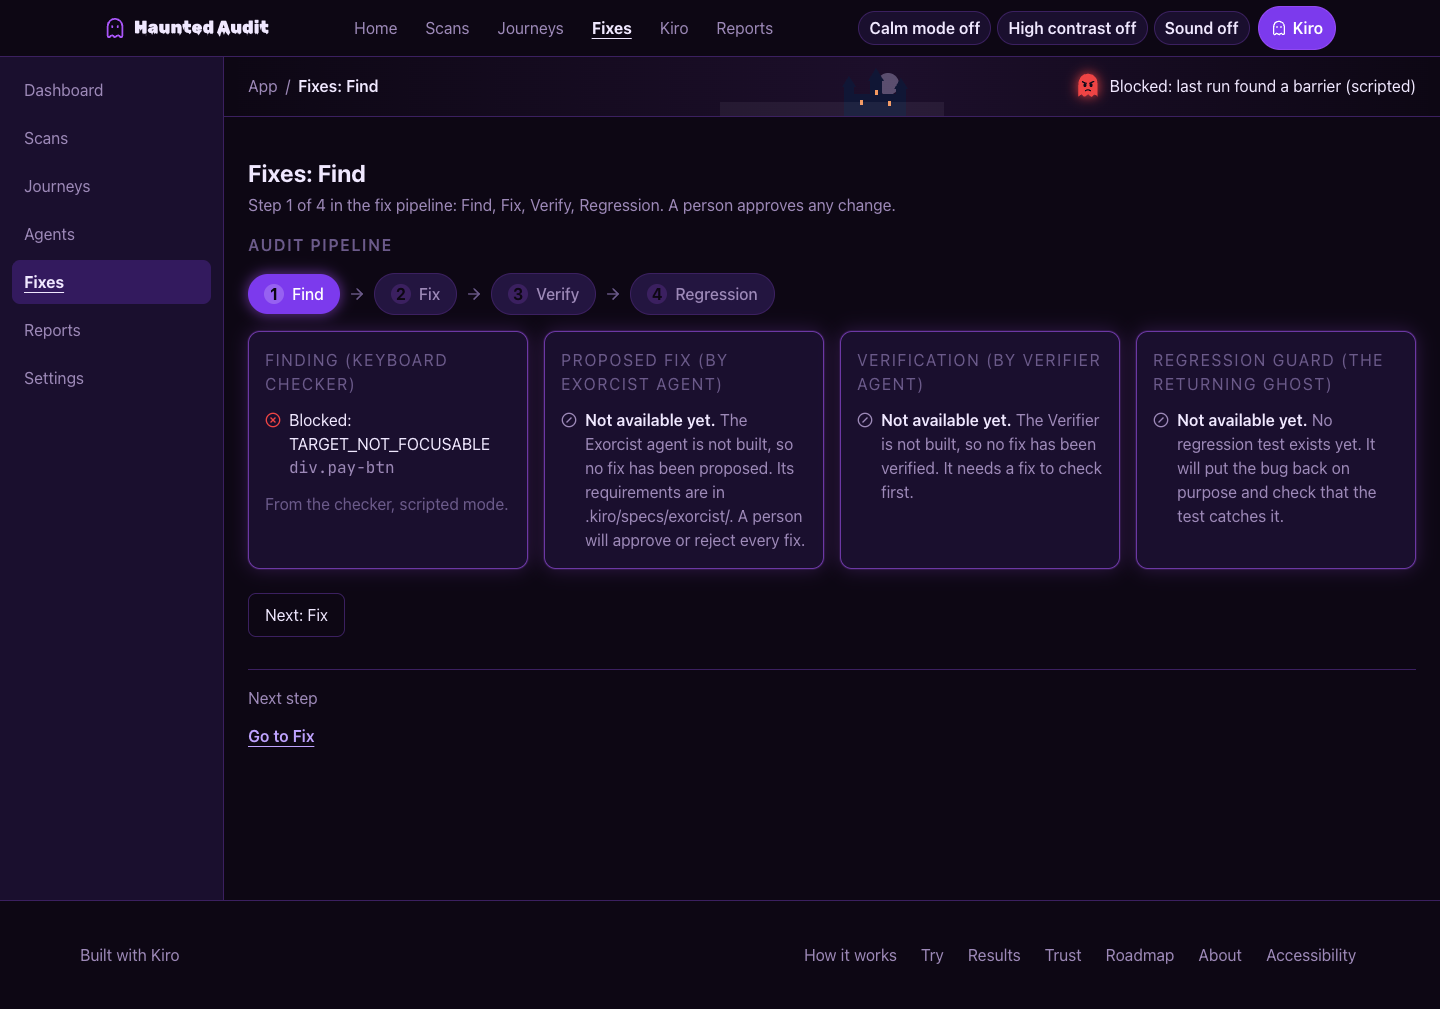 Haunted Audit
Home
Scans
Journeys
Fixes
Kiro
Reports
Calm mode off
High contrast off
Sound off
Kiro
Dashboard
Scans
Journeys
Agents
Fixes
Reports
Settings
App / Fixes: Find
Blocked: last run found a barrier (scripted)
Fixes: Find
Step 1 of 4 in the fix pipeline: Find, Fix, Verify, Regression. A person approves any change.
AUDIT PIPELINE
1 Find
2 Fix
3 Verify
4 Regression
FINDING (KEYBOARD
CHECKER)
Blocked:
TARGET_NOT_FOCUSABLE
div.pay-btn
From the checker, scripted mode.
PROPOSED FIX (BY
EXORCIST AGENT)
Not available yet. The
Exorcist agent is not built, so
no fix has been proposed. Its
requirements are in
.kiro/specs/exorcist/. A person
will approve or reject every fix.
VERIFICATION (BY VERIFIER
AGENT)
Not available yet. The Verifier
is not built, so no fix has been
verified. It needs a fix to check
first.
REGRESSION GUARD (THE
RETURNING GHOST)
Not available yet. No
regression test exists yet. It
will put the bug back on
purpose and check that the
test catches it.
Next: Fix
Next step
Go to Fix
Built with Kiro
How it works
Try
Results
Trust
Roadmap
About
Accessibility